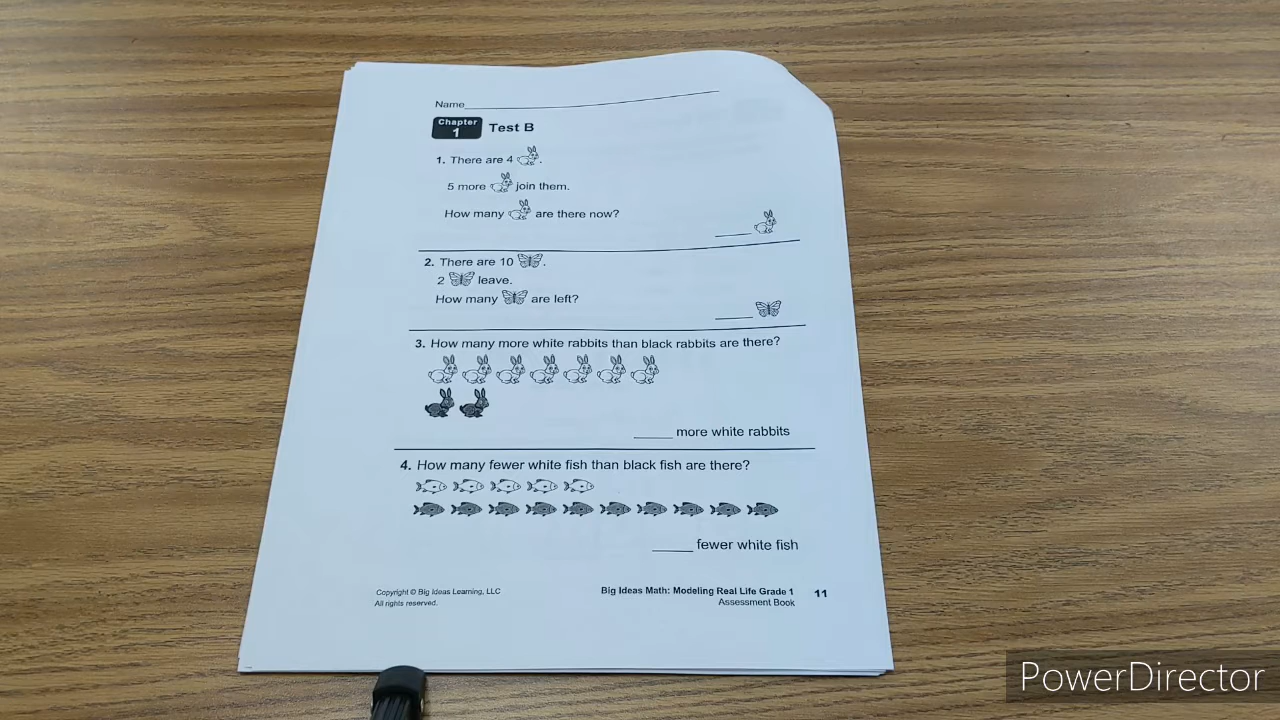 Name
Chapter 1 Test B
1. There are 4 .
5 more join them.
How many are there now?
2. There are 10 .
2 leave.
How many are left?
3. How many more white rabbits than black rabbits are there?
more white rabbits
4. How many fewer white fish than black fish are there?
fewer white fish
Copyright © Big Ideas Learning, LLC
All rights reserved.
Big Ideas Math: Modeling Real Life Grade 1 11
Assessment Book
PowerDirector